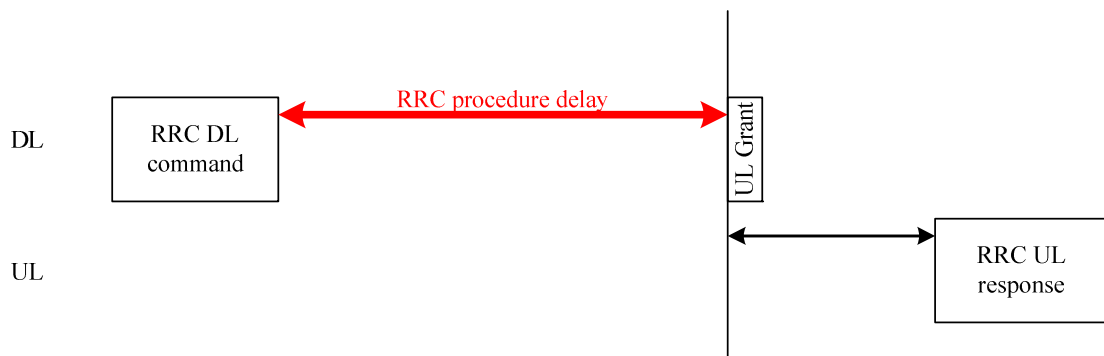 RRC procedure delay
DL
RRC DL
command
UL Grant
UL
RRC UL
response